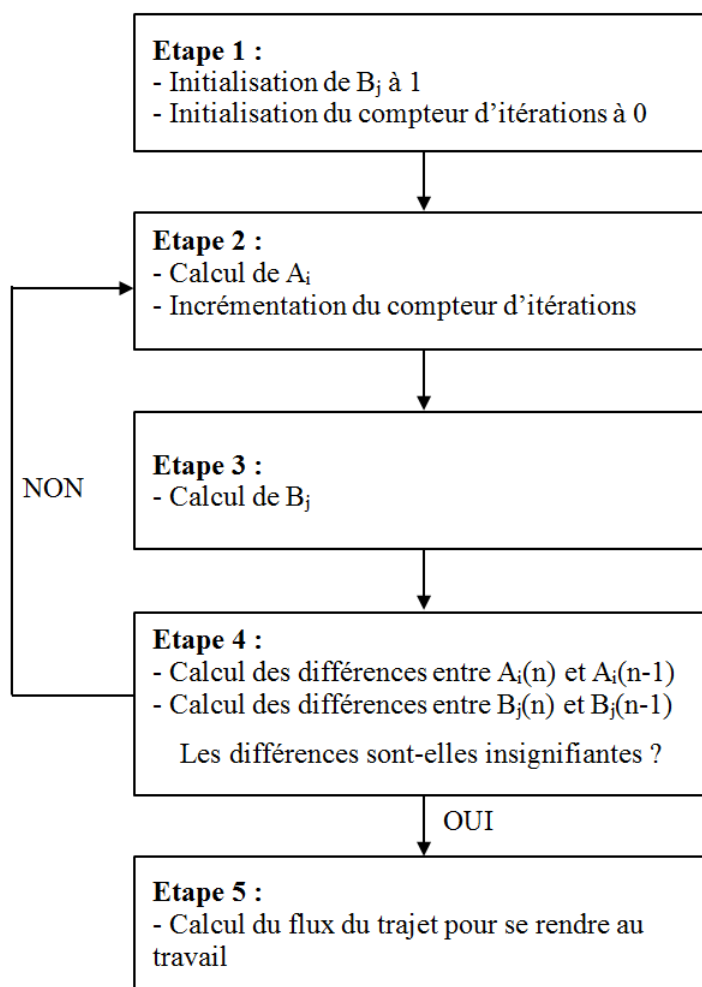 Etape 1 :
- Initialisation de Bj à 1
- Initialisation du compteur d’itérations à 0
Etape 2 :
- Calcul de Ai
- Incrémentation du compteur d’itérations
Etape 3 :
- Calcul de Bj
NON
Etape 4 :
- Calcul des différences entre Ai(n) et Ai(n-1)
- Calcul des différences entre Bj(n) et Bj(n-1)
Les différences sont-elles insignifiantes ?
OUI
Etape 5 :
- Calcul du flux du trajet pour se rendre au
travail